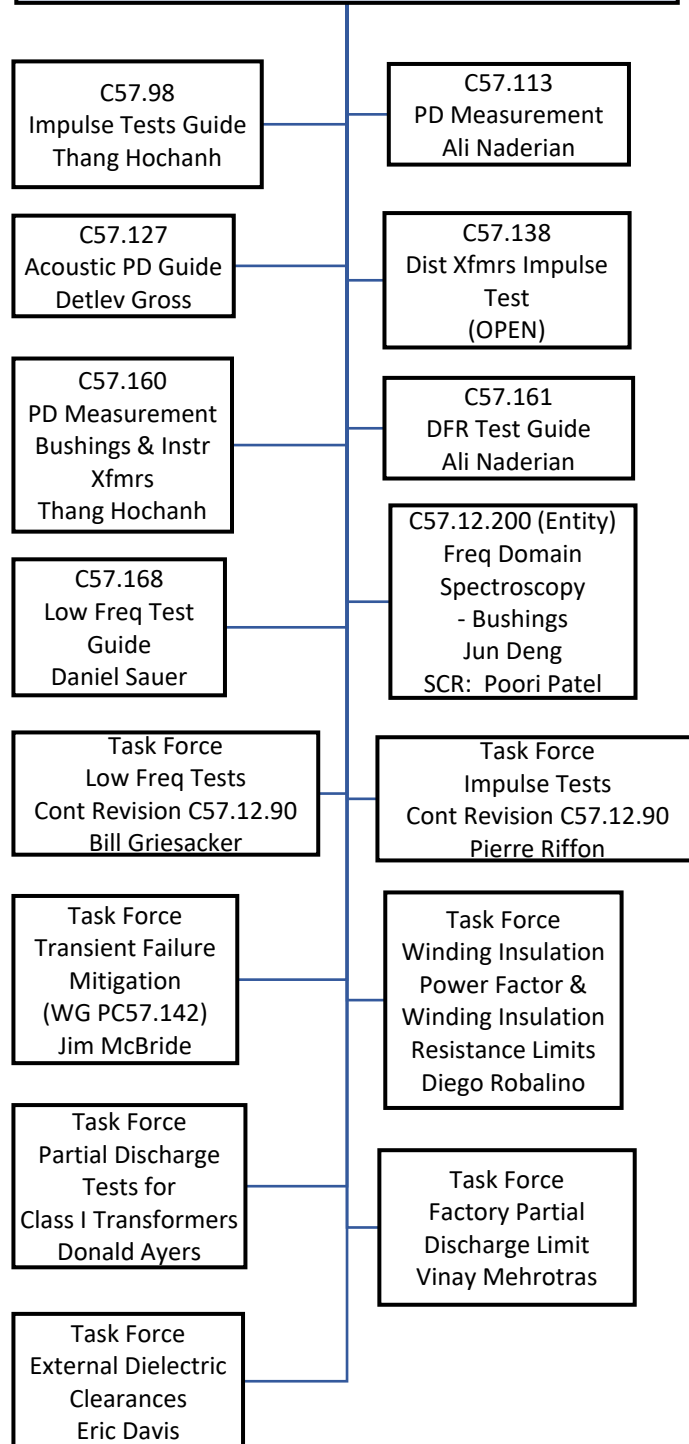 C57.98
Impulse Tests Guide
Thang Hochanh
C57.113
PD Measurement
Ali Naderian
C57.127
Acoustic PD Guide
Detlev Gross
C57.138
Dist Xfmrs Impulse
Test
(OPEN)
C57.160
PD Measurement
Bushings & Instr
Xfmrs
Thang Hochanh
C57.161
DFR Test Guide
Ali Naderian
C57.168
Low Freq Test
Guide
Daniel Sauer
C57.12.200 (Entity)
Freq Domain
Spectroscopy
- Bushings
Jun Deng
SCR:  Poori Patel
Task Force
Low Freq Tests
Cont Revision C57.12.90
Bill Griesacker
Task Force
Impulse Tests
Cont Revision C57.12.90
Pierre Riffon
Task Force
Transient Failure
Mitigation
(WG PC57.142)
Jim McBride
Task Force
Winding Insulation
Power Factor &
Winding Insulation
Resistance Limits
Diego Robalino
Task Force
Partial Discharge
Tests for
Class I Transformers
Donald Ayers
Task Force
Factory Partial
Discharge Limit
Vinay Mehrotras
Task Force
External Dielectric
Clearances
Eric Davis